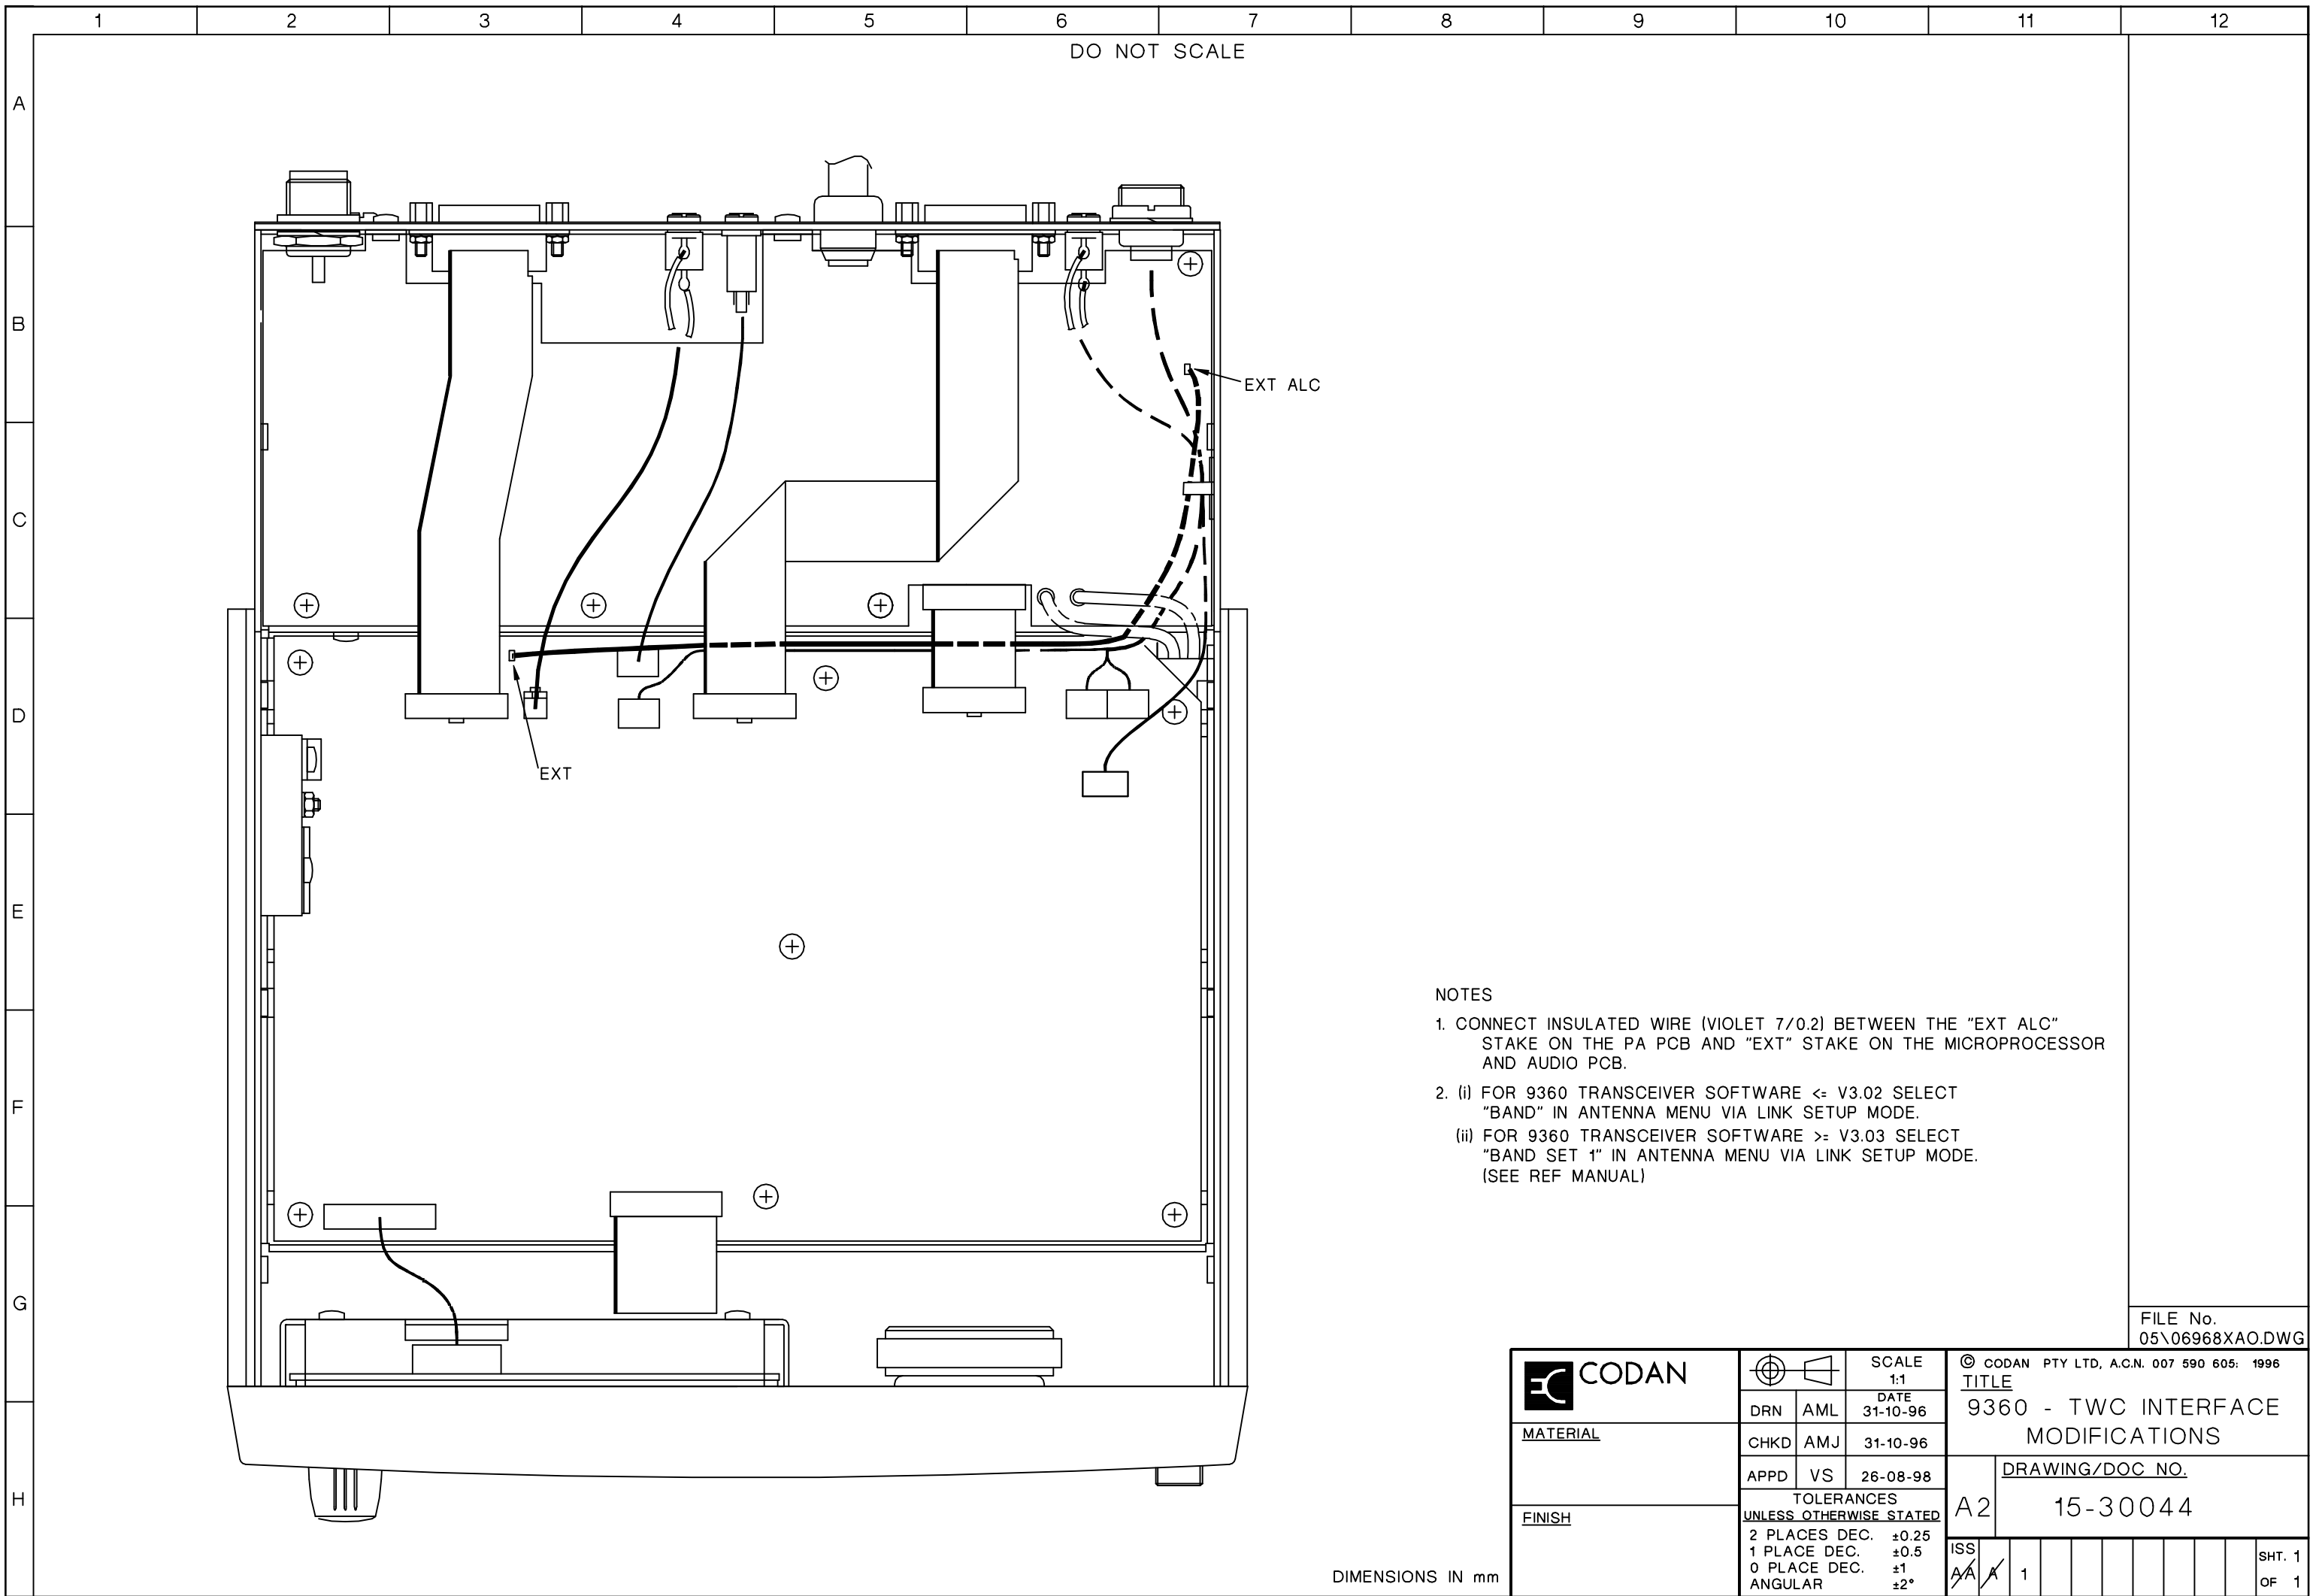 1 2 3 4 5 6 7 8 9 10 11 12
DO NOT SCALE
A
B
C
D
E
F
G
H
EXT ALC
EXT
NOTES
1. CONNECT INSULATED WIRE (VIOLET 7/0.2) BETWEEN THE "EXT ALC"
STAKE ON THE PA PCB AND "EXT" STAKE ON THE MICROPROCESSOR
AND AUDIO PCB.
2. (i) FOR 9360 TRANSCEIVER SOFTWARE <= V3.02 SELECT
"BAND" IN ANTENNA MENU VIA LINK SETUP MODE.
(ii) FOR 9360 TRANSCEIVER SOFTWARE >= V3.03 SELECT
"BAND SET 1" IN ANTENNA MENU VIA LINK SETUP MODE.
(SEE REF MANUAL)
FILE No.
05\06968XAO.DWG
CODAN
MATERIAL
FINISH
SCALE
1:1
DATE
DRN AML 31-10-96
CHKD AMJ 31-10-96
APPD VS 26-08-98
TOLERANCES
UNLESS OTHERWISE STATED
2 PLACES DEC. ±0.25
1 PLACE DEC. ±0.5
0 PLACE DEC. ±1
ANGULAR ±2°
© CODAN PTY LTD, A.C.N. 007 590 605: 1996
TITLE
9360 - TWC INTERFACE
MODIFICATIONS
DRAWING/DOC NO.
A2 15-30044
ISS
AA A 1
SHT. 1
OF 1
DIMENSIONS IN mm